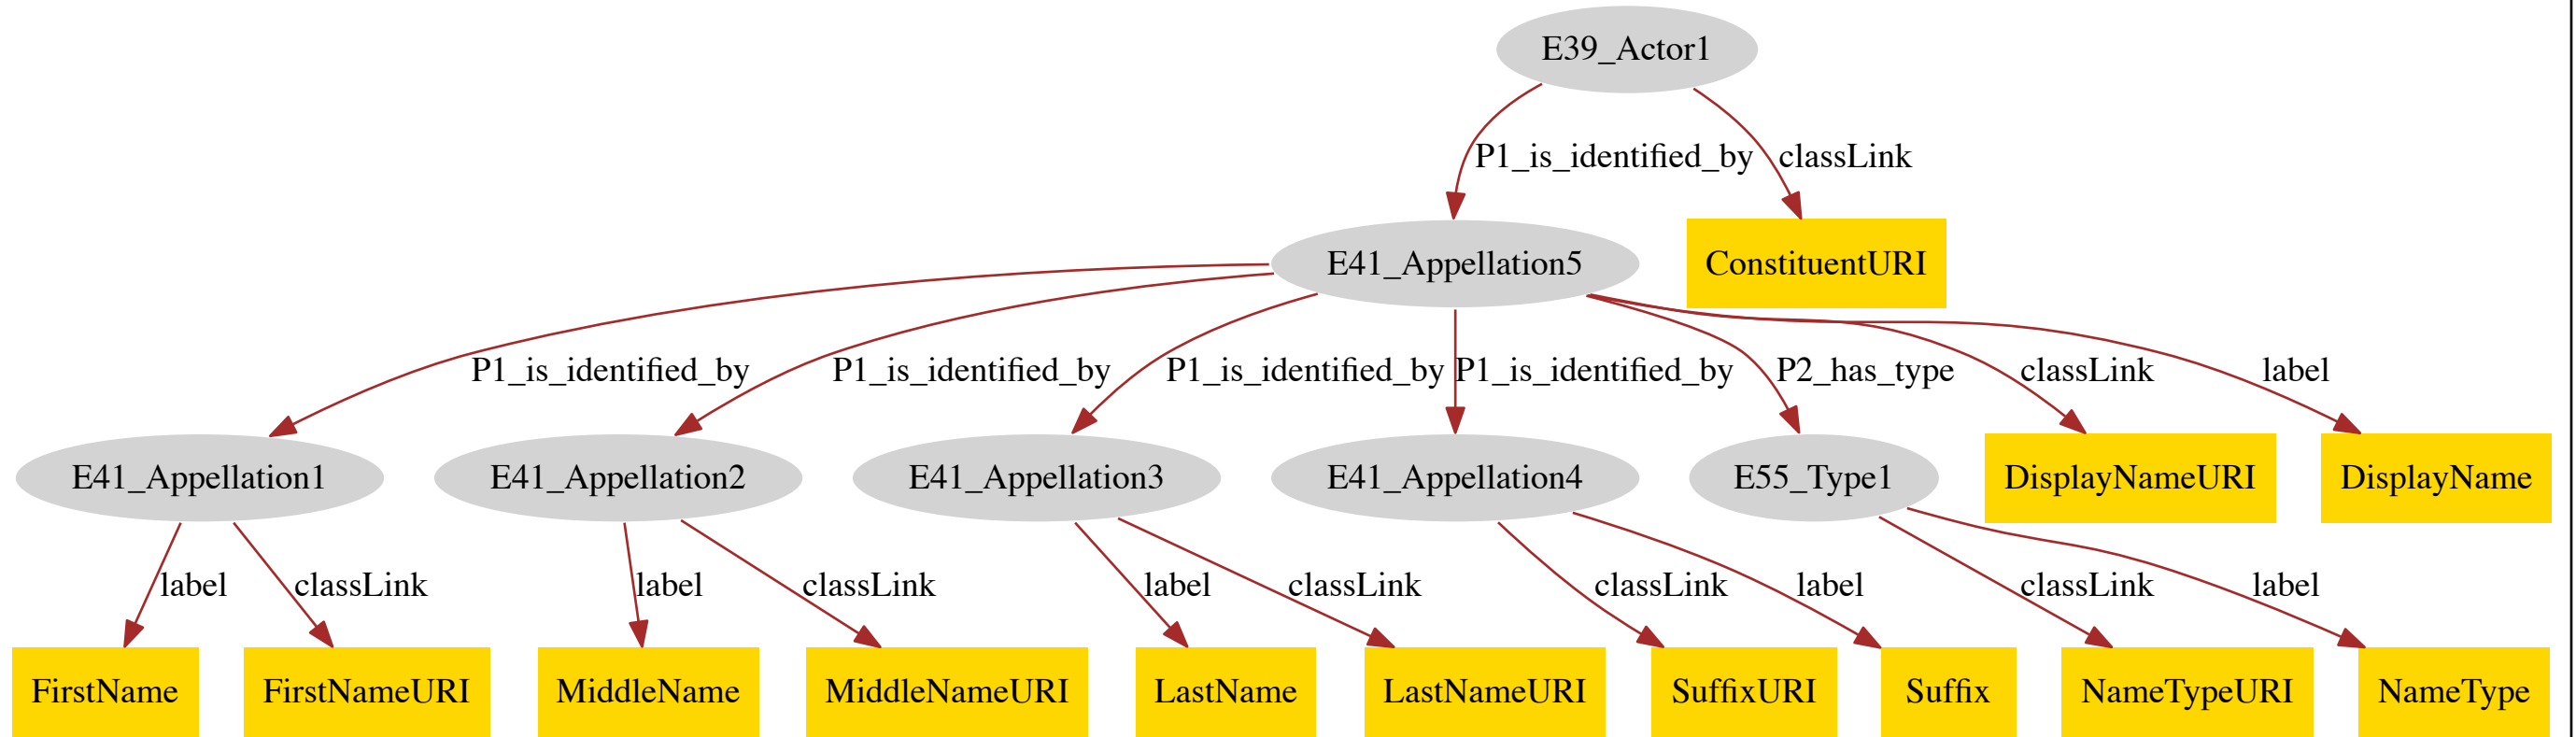 E39_Actor1
P1_is_identified_by classLink
E41_Appellation5 ConstituentURI
P1_is_identified_by P1_is_identified_by P1_is_identified_by P1_is_identified_by P2_has_type classLink label
E41_Appellation1 E41_Appellation2 E41_Appellation3 E41_Appellation4 E55_Type1 DisplayNameURI DisplayName
label classLink label classLink label classLink classLink label classLink label
FirstName FirstNameURI MiddleName MiddleNameURI LastName LastNameURI SuffixURI Suffix NameTypeURI NameType